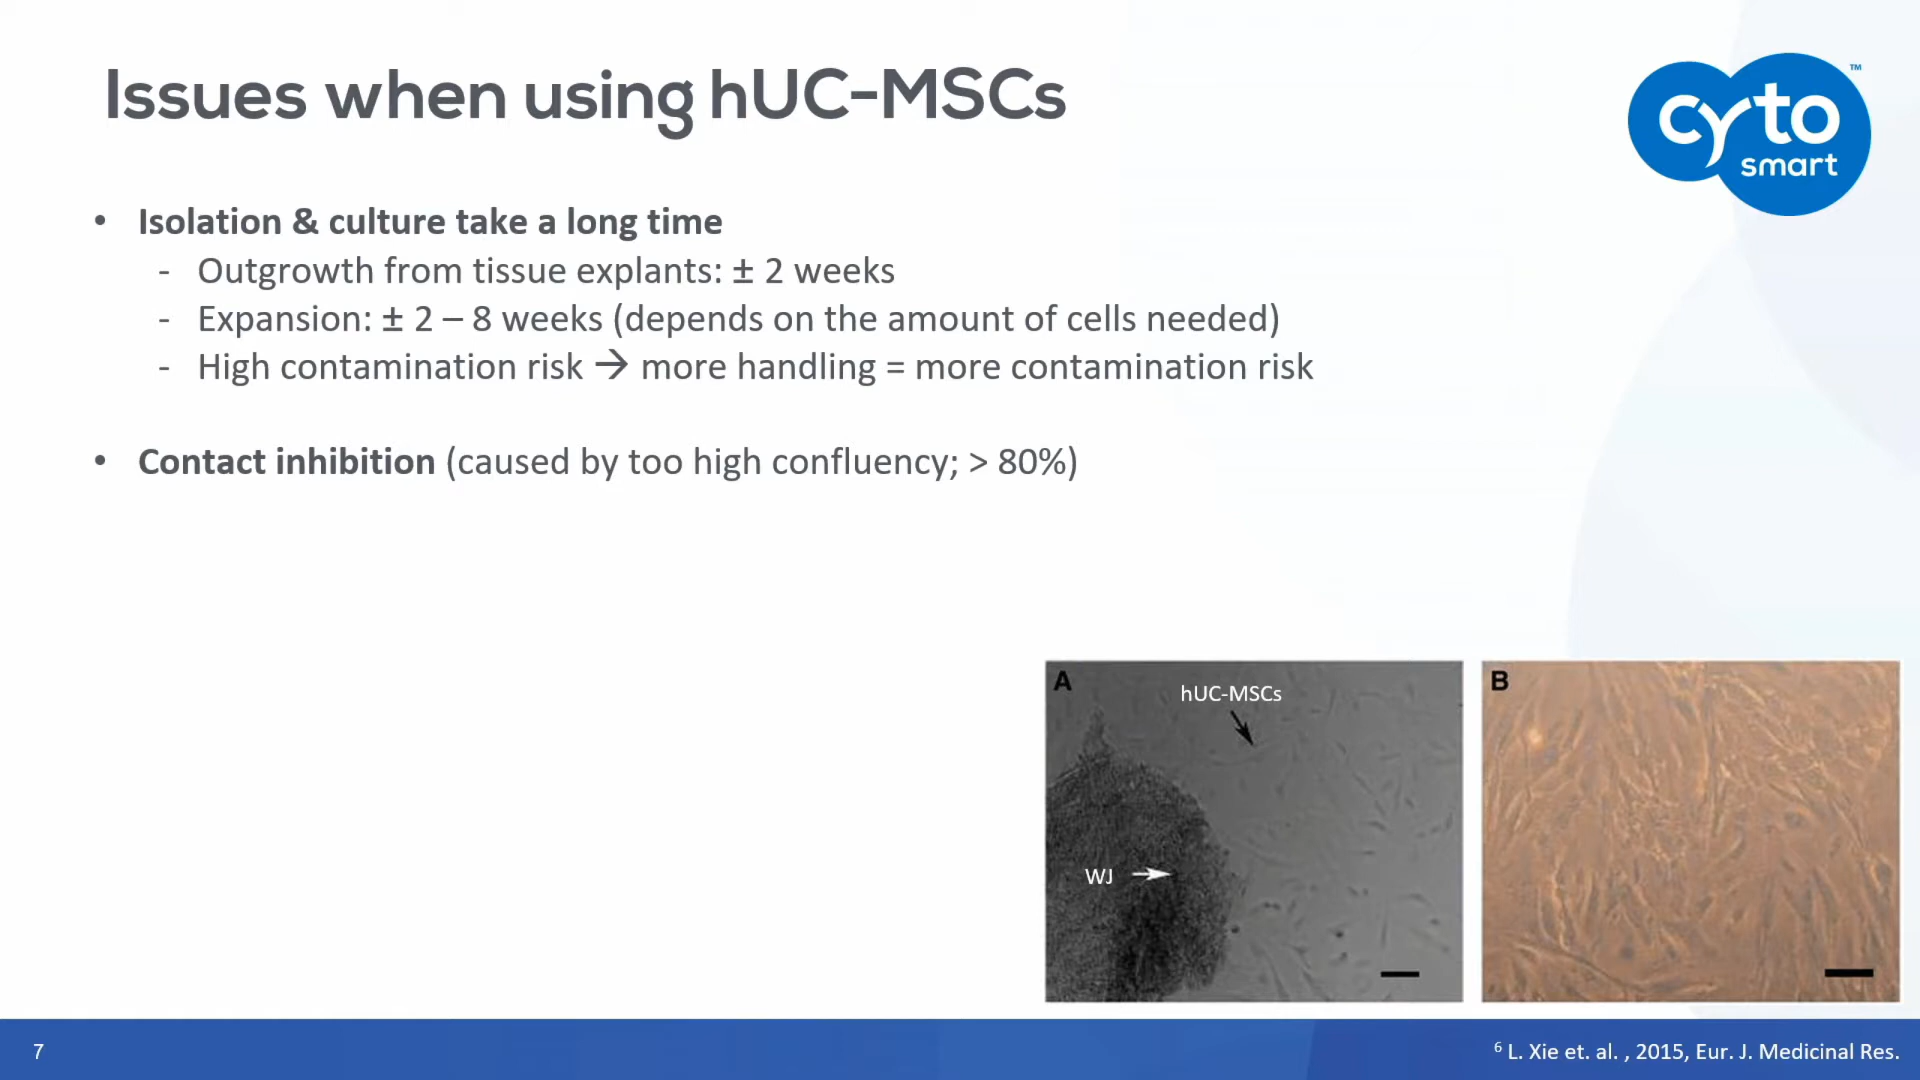 Issues when using hUC-MSCs
cyto
smart
™
• Isolation & culture take a long time
- Outgrowth from tissue explants: ± 2 weeks
- Expansion: ± 2 – 8 weeks (depends on the amount of cells needed)
- High contamination risk → more handling = more contamination risk
• Contact inhibition (caused by too high confluency; > 80%)
A
hUC-MSCs
WJ
B
7
⁶ L. Xie et. al. , 2015, Eur. J. Medicinal Res.